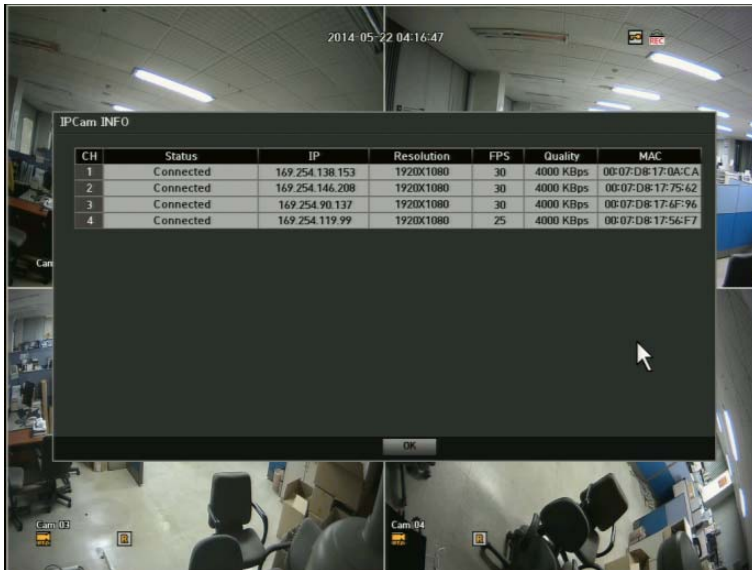 2014-05-22 04:16:47
REC
IPCam INFO
CH Status IP Resolution FPS Quality MAC
1 Connected 169.254.138.153 1920X1080 30 4000 KBps 00:07:D8:17:0A:CA
2 Connected 169.254.146.208 1920X1080 30 4000 KBps 00:07:D8:17:75:62
3 Connected 169.254.90.137 1920X1080 30 4000 KBps 00:07:D8:17:6F:96
4 Connected 169.254.119.99 1920X1080 25 4000 KBps 00:07:D8:17:56:F7
Cam
OK
Cam 03
R
Cam 04
R